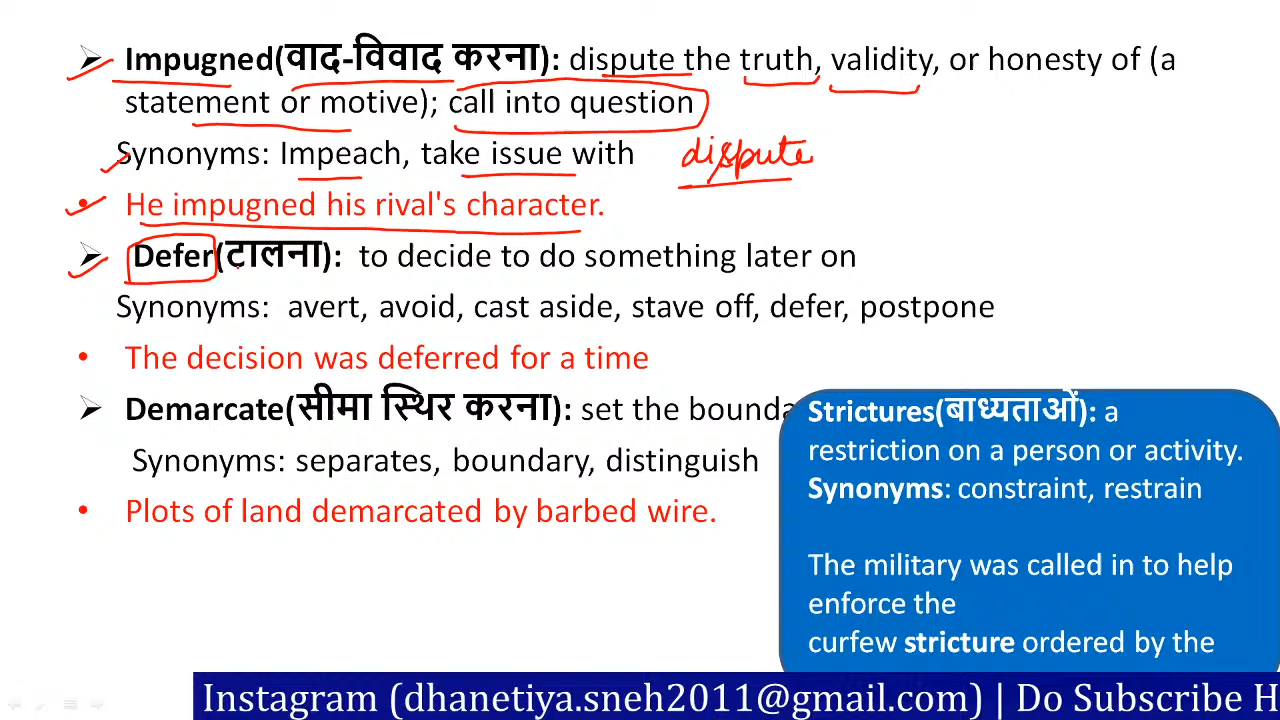 ➢ Impugned(वाद-विवाद करना): dispute the truth, validity, or honesty of (a
statement or motive); call into question
Synonyms: Impeach, take issue with dispute
• He impugned his rival's character.
➢ Defer(टालना): to decide to do something later on
Synonyms: avert, avoid, cast aside, stave off, defer, postpone
• The decision was deferred for a time
➢ Demarcate(सीमा स्थिर करना): set the bounda
Synonyms: separates, boundary, distinguish
• Plots of land demarcated by barbed wire.
Strictures(बाध्यताओं): a
restriction on a person or activity.
Synonyms: constraint, restrain
The military was called in to help
enforce the
curfew stricture ordered by the
Instagram (dhanetiya.sneh2011@gmail.com) | Do Subscribe H